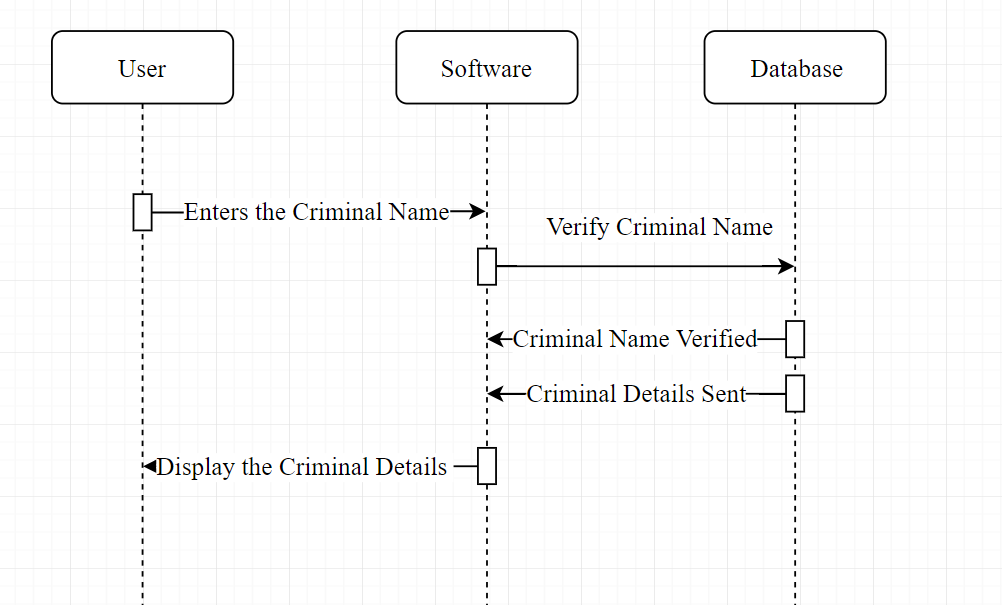 User
Software
Database
Enters the Criminal Name
Verify Criminal Name
Criminal Name Verified
Criminal Details Sent
Display the Criminal Details